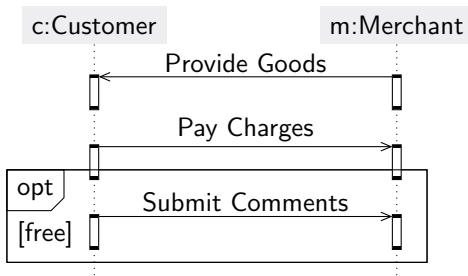 c:Customer
m:Merchant
Provide Goods
Pay Charges
opt
Submit Comments
[free]